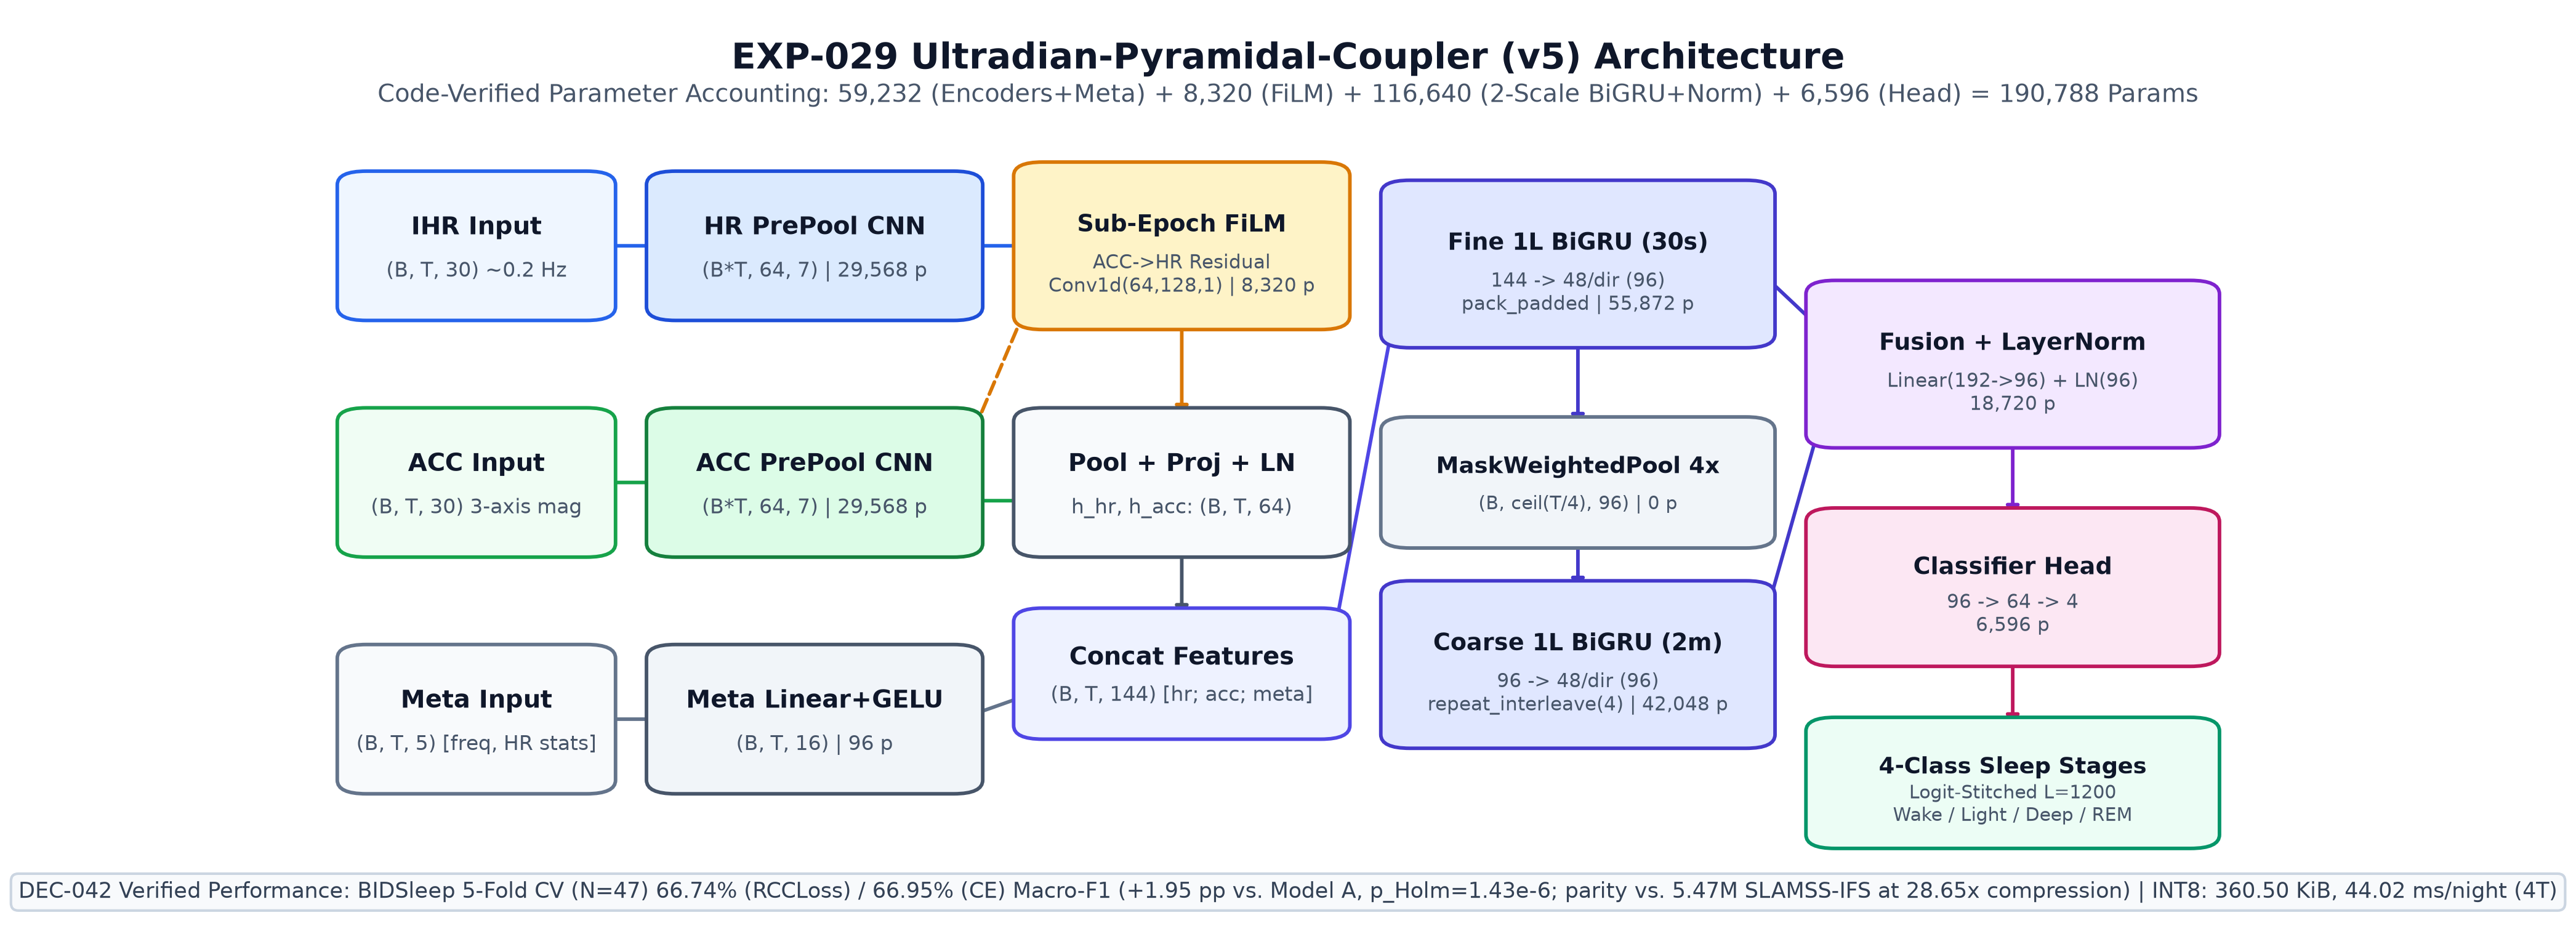 EXP-029 Ultradian-Pyramidal-Coupler (v5) Architecture
Code-Verified Parameter Accounting: 59,232 (Encoders+Meta) + 8,320 (FiLM) + 116,640 (2-Scale BiGRU+Norm) + 6,596 (Head) = 190,788 Params
IHR Input
(B, T, 30) ~0.2 Hz
HR PrePool CNN
(B*T, 64, 7) | 29,568 p
Sub-Epoch FiLM
ACC->HR Residual
Conv1d(64,128,1) | 8,320 p
Fine 1L BiGRU (30s)
144 -> 48/dir (96)
pack_padded | 55,872 p
Fusion + LayerNorm
Linear(192->96) + LN(96)
18,720 p
ACC Input
(B, T, 30) 3-axis mag
ACC PrePool CNN
(B*T, 64, 7) | 29,568 p
Pool + Proj + LN
h_hr, h_acc: (B, T, 64)
MaskWeightedPool 4x
(B, ceil(T/4), 96) | 0 p
Classifier Head
96 -> 64 -> 4
6,596 p
Meta Input
(B, T, 5) [freq, HR stats]
Meta Linear+GELU
(B, T, 16) | 96 p
Concat Features
(B, T, 144) [hr; acc; meta]
Coarse 1L BiGRU (2m)
96 -> 48/dir (96)
repeat_interleave(4) | 42,048 p
4-Class Sleep Stages
Logit-Stitched L=1200
Wake / Light / Deep / REM
DEC-042 Verified Performance: BIDSleep 5-Fold CV (N=47) 66.74% (RCCLoss) / 66.95% (CE) Macro-F1 (+1.95 pp vs. Model A, p_Holm=1.43e-6; parity vs. 5.47M SLAMSS-IFS at 28.65x compression) | INT8: 360.50 KiB, 44.02 ms/night (4T)